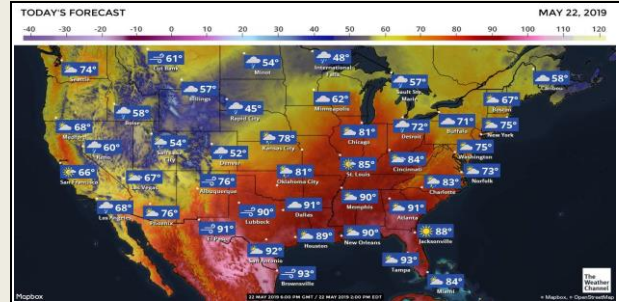 TODAY'S FORECAST
MAY 22, 2019
-40 -30 -20 -10 0 10 20 30 40 50 60 70 80 90 100 110 120
74°
Seattle
61°
Cut Bank
54°
Minot
48°
International Falls
57°
Sault Ste. Marie
58°
Caribou
57°
Billings
45°
Rapid City
62°
Minneapolis
67°
Boston
68°
Medford
58°
Boise
71°
Buffalo
75°
New York
60°
Reno
54°
Salt Lake City
52°
Denver
78°
Kansas City
81°
Chicago
72°
Detroit
75°
Washington
66°
San Francisco
67°
Las Vegas
76°
Albuquerque
81°
Oklahoma City
85°
St. Louis
84°
Cincinnati
73°
Norfolk
83°
Charlotte
68°
Los Angeles
76°
Phoenix
90°
Lubbock
91°
Dallas
90°
Memphis
91°
Atlanta
91°
El Paso
89°
Houston
90°
New Orleans
88°
Jacksonville
92°
San Antonio
93°
Brownsville
93°
Tampa
84°
Miami
The
Weather
Channel
Mapbox
22 MAY 2019 6:00 PM GMT / 22 MAY 2019 2:00 PM EDT
© Mapbox, © OpenStreetMap